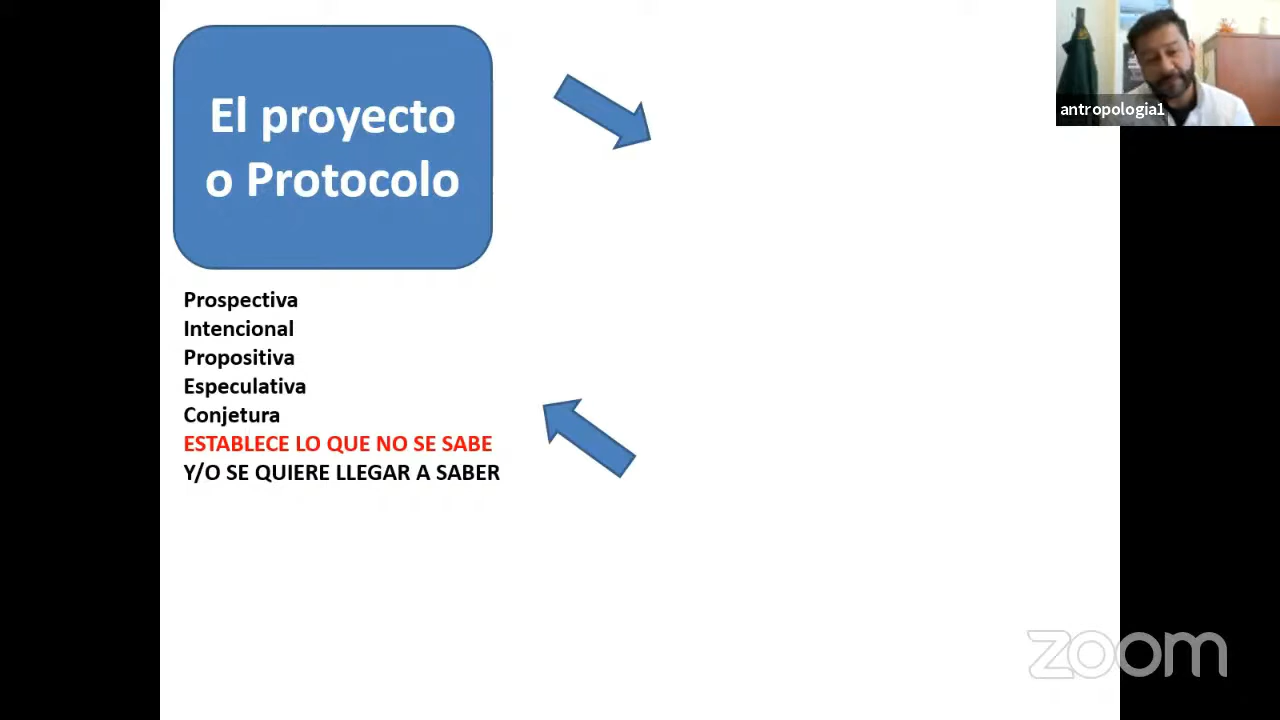 El proyecto
o Protocolo
antropologia1
Prospectiva
Intencional
Propositiva
Especulativa
Conjetura
ESTABLECE LO QUE NO SE SABE
Y/O SE QUIERE LLEGAR A SABER
zoom